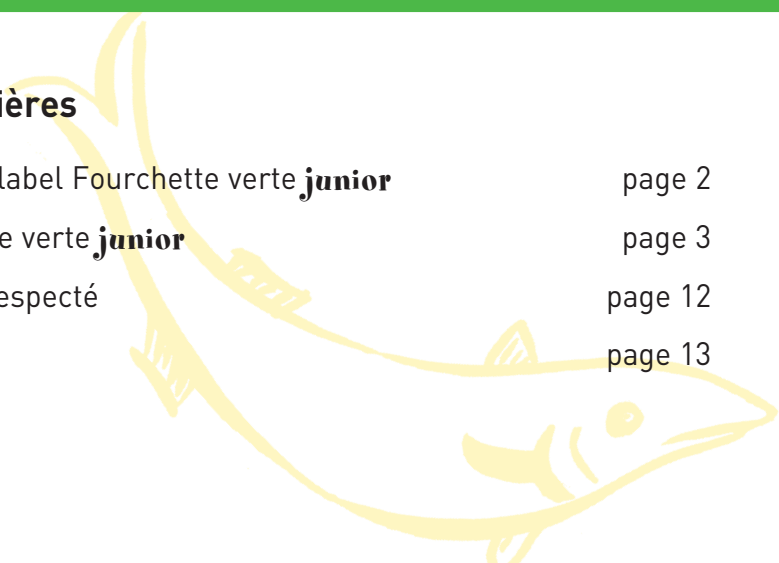 ières
label Fourchette verte junior page 2
e verte junior page 3
especté page 12
page 13